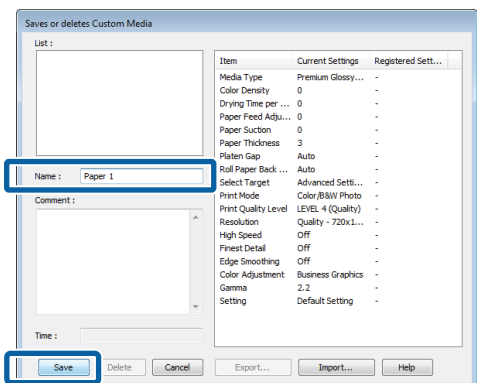 Saves or deletes Custom Media
List :
Item Current Settings Registered Sett...
Media Type Premium Glossy... -
Color Density 0 -
Drying Time per ... 0 -
Paper Feed Adju... 0 -
Paper Suction 0 -
Paper Thickness 3 -
Platen Gap Auto -
Roll Paper Back ... Auto -
Select Target Advanced Setti... -
Print Mode Color/B&W Photo -
Print Quality Level LEVEL 4 (Quality) -
Resolution Quality - 720x1... -
High Speed Off -
Finest Detail Off -
Edge Smoothing Off -
Color Adjustment Business Graphics -
Gamma 2.2 -
Setting Default Setting -
Name : Paper 1
Comment :
Time :
Save Delete Cancel Export... Import... Help